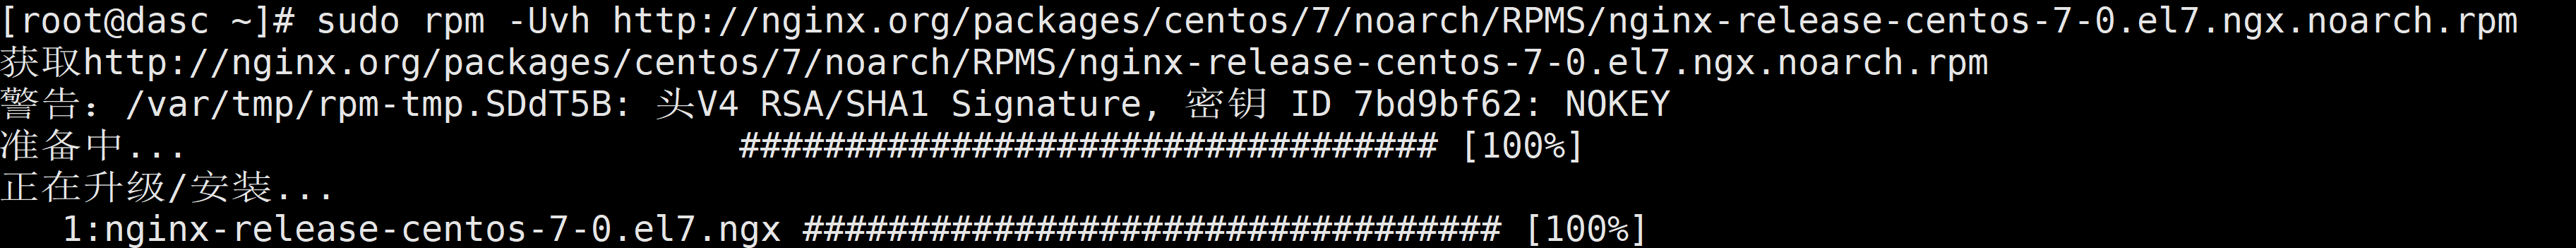 [root@dasc ~]# sudo rpm -Uvh http://nginx.org/packages/centos/7/noarch/RPMS/nginx-release-centos-7-0.el7.ngx.noarch.rpm
获取http://nginx.org/packages/centos/7/noarch/RPMS/nginx-release-centos-7-0.el7.ngx.noarch.rpm
警告：/var/tmp/rpm-tmp.SDdT5B: 头V4 RSA/SHA1 Signature, 密钥 ID 7bd9bf62: NOKEY
准备中...                          ################################# [100%]
正在升级/安装...
   1:nginx-release-centos-7-0.el7.ngx ################################# [100%]